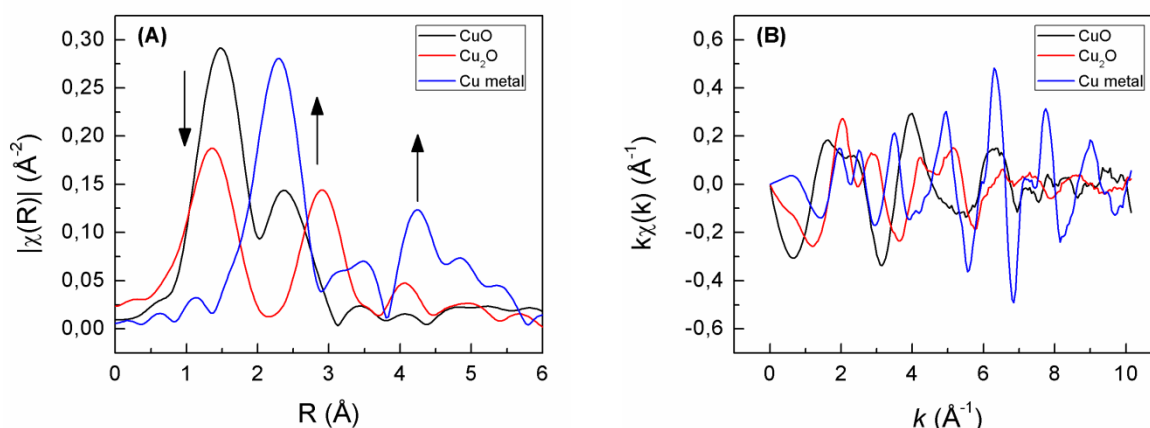 (A)
CuO
Cu₂O
Cu metal
0,30
0,25
0,20
0,15
0,10
0,05
0,00
|χ(R)| (Å⁻²)
0 1 2 3 4 5 6
R (Å)
(B)
CuO
Cu₂O
Cu metal
0,6
0,4
0,2
0,0
-0,2
-0,4
-0,6
kχ(k) (Å⁻¹)
0 2 4 6 8 10
k (Å⁻¹)